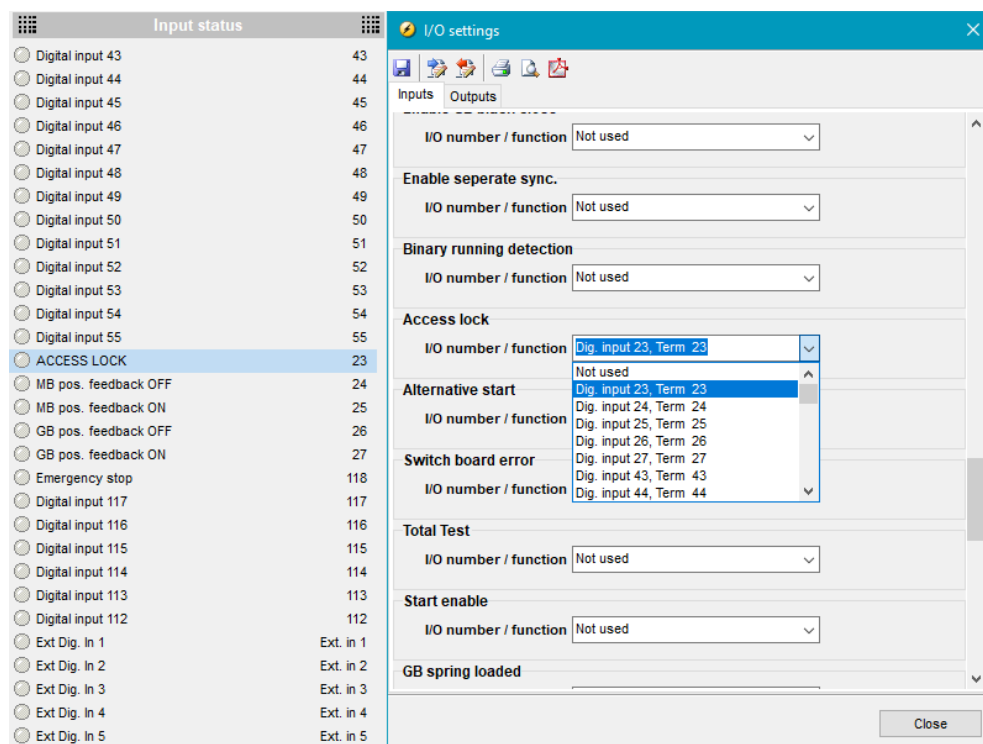 Input status
Digital input 43 43
Digital input 44 44
Digital input 45 45
Digital input 46 46
Digital input 47 47
Digital input 48 48
Digital input 49 49
Digital input 50 50
Digital input 51 51
Digital input 52 52
Digital input 53 53
Digital input 54 54
Digital input 55 55
ACCESS LOCK 23
MB pos. feedback OFF 24
MB pos. feedback ON 25
GB pos. feedback OFF 26
GB pos. feedback ON 27
Emergency stop 118
Digital input 117 117
Digital input 116 116
Digital input 115 115
Digital input 114 114
Digital input 113 113
Digital input 112 112
Ext Dig. In 1 Ext. in 1
Ext Dig. In 2 Ext. in 2
Ext Dig. In 3 Ext. in 3
Ext Dig. In 4 Ext. in 4
Ext Dig. In 5 Ext. in 5
I/O settings
Inputs Outputs
I/O number / function Not used
Enable seperate sync.
I/O number / function Not used
Binary running detection
I/O number / function Not used
Access lock
I/O number / function Dig. input 23, Term 23
Not used
Dig. input 23, Term 23
Dig. input 24, Term 24
Dig. input 25, Term 25
Dig. input 26, Term 26
Dig. input 27, Term 27
Dig. input 43, Term 43
Dig. input 44, Term 44
Alternative start
I/O number / function
Switch board error
I/O number / function
Total Test
I/O number / function Not used
Start enable
I/O number / function Not used
GB spring loaded
Close